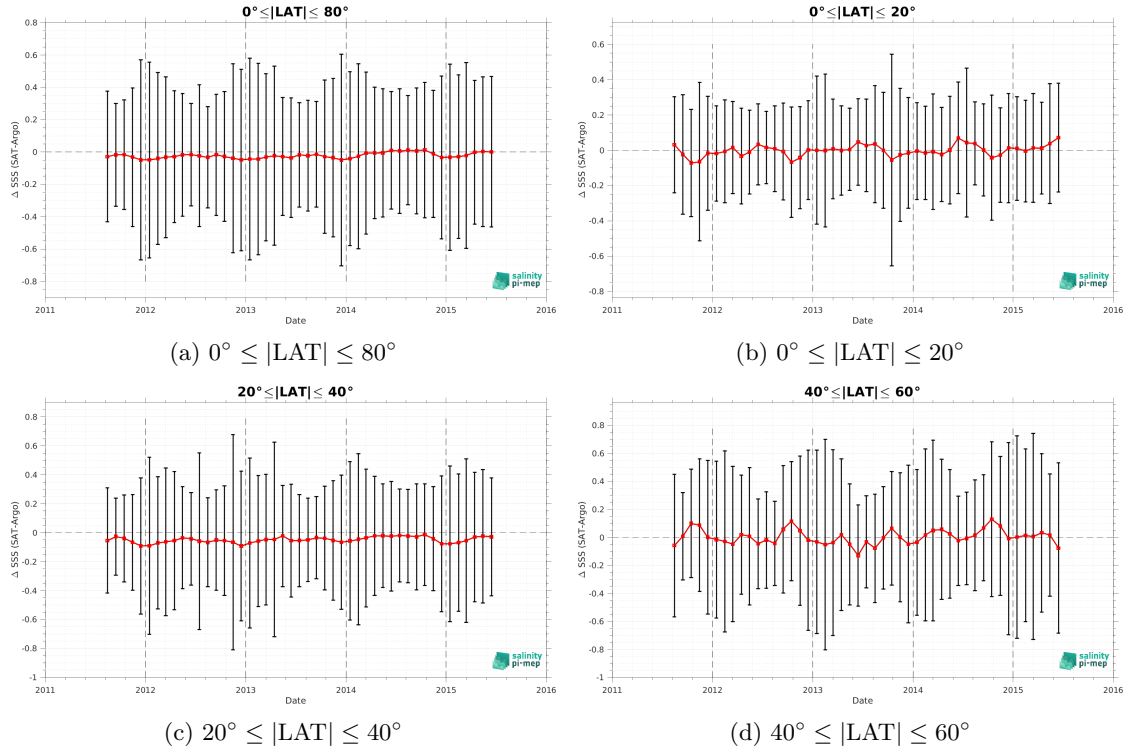 0°≤|LAT|≤ 80°
0.8
0.6
0.4
0.2
0
-0.2
-0.4
-0.6
-0.8
Δ SSS (SAT-Argo)
salinity
pi-mep
2011 2012 2013 2014 2015 2016
Date
(a) 0° ≤ |LAT| ≤ 80°
0°≤|LAT|≤ 20°
0.6
0.4
0.2
0
-0.2
-0.4
-0.6
-0.8
Δ SSS (SAT-Argo)
salinity
pi-mep
2011 2012 2013 2014 2015 2016
Date
(b) 0° ≤ |LAT| ≤ 20°
20°≤|LAT|≤ 40°
0.8
0.6
0.4
0.2
0
-0.2
-0.4
-0.6
-0.8
-1
Δ SSS (SAT-Argo)
salinity
pi-mep
2011 2012 2013 2014 2015 2016
Date
(c) 20° ≤ |LAT| ≤ 40°
40°≤|LAT|≤ 60°
0.8
0.6
0.4
0.2
0
-0.2
-0.4
-0.6
-0.8
-1
Δ SSS (SAT-Argo)
salinity
pi-mep
2011 2012 2013 2014 2015 2016
Date
(d) 40° ≤ |LAT| ≤ 60°